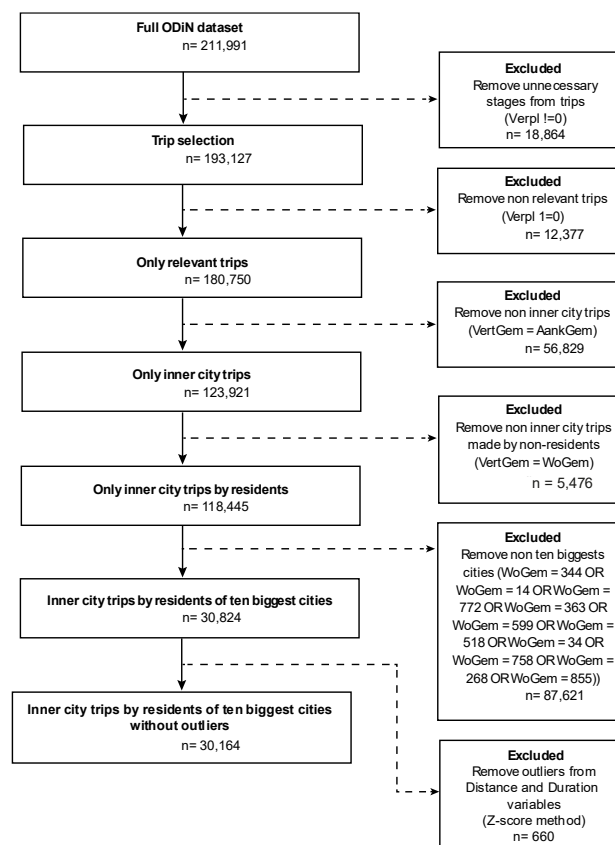 Full ODiN dataset
n= 211,991
Excluded
Remove unnecessary
stages from trips
(Verpl !=0)
n= 18,864
Trip selection
n= 193,127
Excluded
Remove non relevant trips
(Verpl 1=0)
n= 12,377
Only relevant trips
n= 180,750
Excluded
Remove non inner city trips
(VertGem = AankGem)
n= 56,829
Only inner city trips
n= 123,921
Excluded
Remove non inner city trips
made by non-residents
(VertGem = WoGem)
n = 5,476
Only inner city trips by residents
n= 118,445
Excluded
Remove non ten biggests
cities (WoGem = 344 OR
WoGem = 14 OR WoGem =
772 OR WoGem = 363 OR
WoGem = 599 OR WoGem =
518 OR WoGem = 34 OR
WoGem = 758 OR WoGem =
268 OR WoGem = 855))
n= 87,621
Inner city trips by residents of ten biggest cities
n= 30,824
Inner city trips by residents of ten biggest cities
without outliers
n= 30,164
Excluded
Remove outliers from
Distance and Duration
variables
(Z-score method)
n= 660